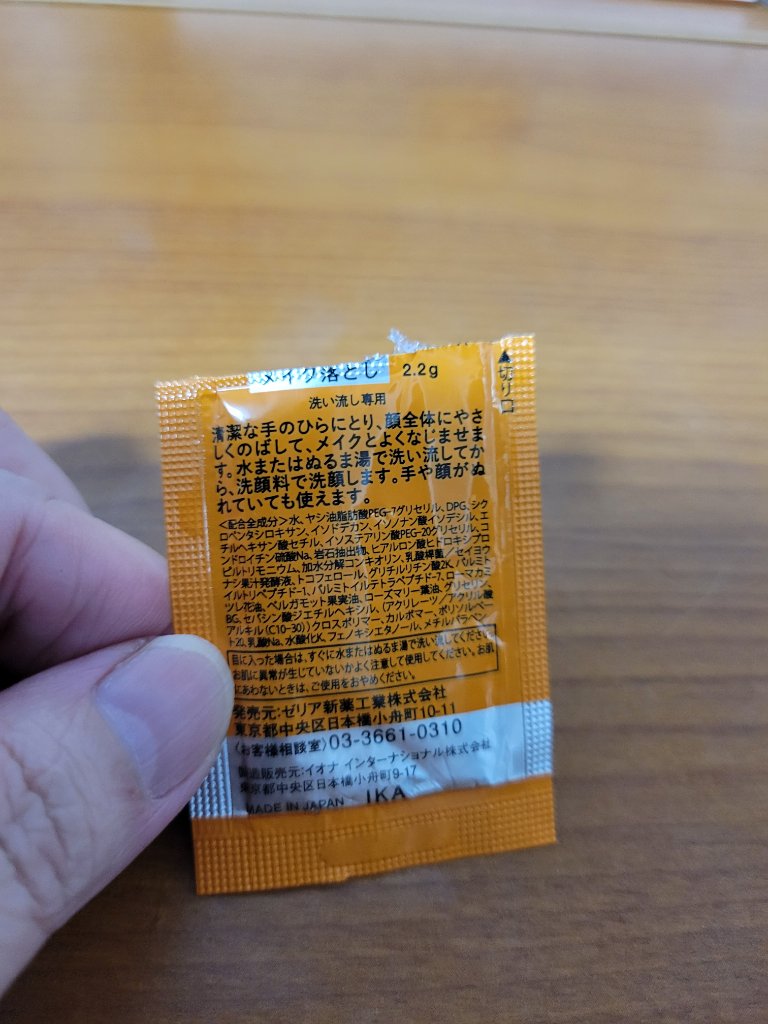 メイク落とし 2.2g
▲切り口
洗い流し専用
清潔な手のひらにとり、顔全体にやさ
しくのばして、メイクとよくなじませま
す。水またはぬるま湯で洗い流してか
ら、洗顔料で洗顔します。手や顔がぬ
れていても使えます。
<配合全成分>水、ヤシ油脂肪酸PEG-7グリセリル、DPG、シク
ロペンタシロキサン、イソドデカン、イソノナン酸イソデシル、エ
チルヘキサン酸セチル、イソステアリン酸PEG-20グリセリル、コ
ンドロイチン硫酸Na、岩石抽出物、ヒアルロン酸ヒドロキシプロ
ピルトリモニウム、加水分解コンキオリン、乳酸桿菌/セイヨウ
ナシ果汁発酵液、トコフェロール、グリチルリチン酸2K、パルミト
イルトリペプチド-1、パルミトイルテトラペプチド-7、ローマカミ
ツレ花油、ベルガモット果実油、ローズマリー葉油、グリセリン、
BG、セバシン酸ジエチルヘキシル、(アクリレーツ/アクリル酸
アルキル(C10-30))クロスポリマー、カルボマー、ポリソルベー
ト20、乳酸Na、水酸化K、フェノキシエタノール、メチルパラベン
目に入った場合は、すぐに水またはぬるま湯で洗い流してください。
お肌に異常が生じていないかよく注意して使用してください。お肌
にあわないときは、ご使用をおやめください。
発売元:ゼリア新薬工業株式会社
東京都中央区日本橋小舟町10-11
〈お客様相談室〉03-3661-0310
製造販売元:イオナ インターナショナル株式会社
東京都中央区日本橋小舟町9-17
MADE IN JAPAN IKA